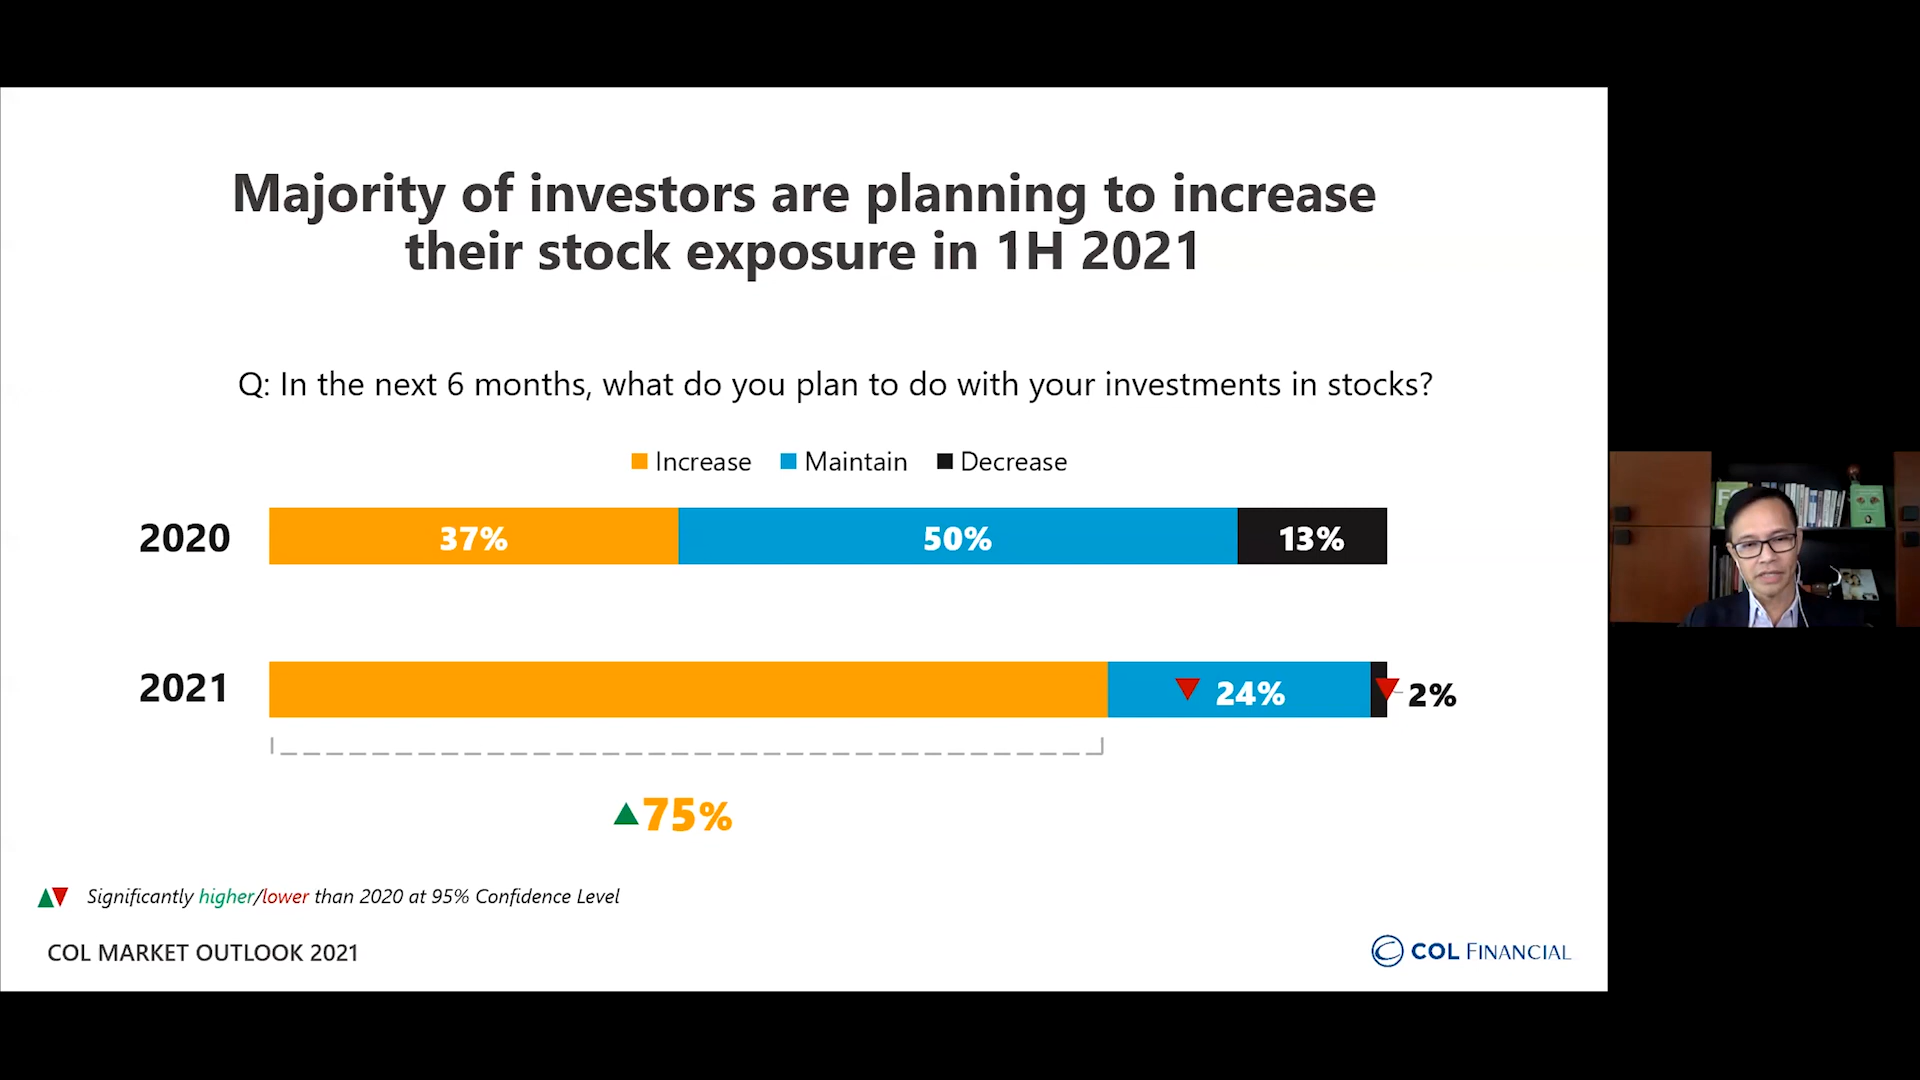 Majority of investors are planning to increase
their stock exposure in 1H 2021
Q: In the next 6 months, what do you plan to do with your investments in stocks?
Increase Maintain Decrease
2020 37% 50% 13%
2021 24% 2%
75%
Significantly higher/lower than 2020 at 95% Confidence Level
COL MARKET OUTLOOK 2021
COL FINANCIAL